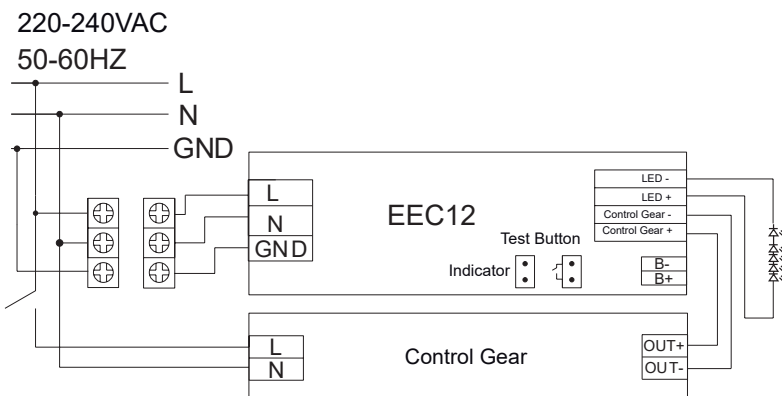 220-240VAC
50-60HZ
L
N
GND
L
N
GND
EEC12
LED -
LED +
Control Gear -
Control Gear +
Test Button
Indicator
B-
B+
L
N
Control Gear
OUT+
OUT-